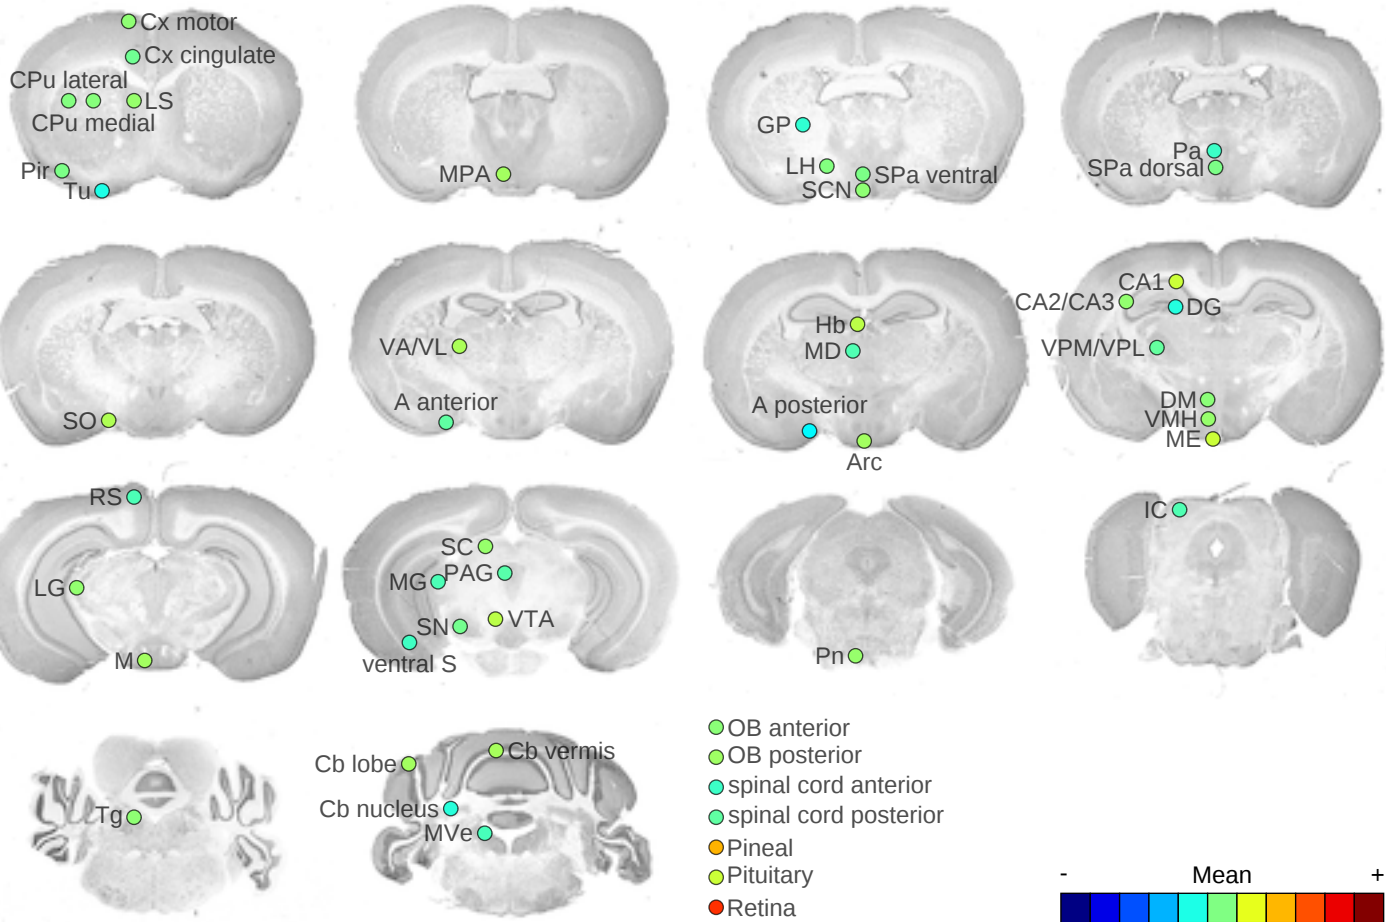 Cx motor
Cx cingulate
CPu lateral
LS
CPu medial
Pir
Tu
MPA
GP
LH
SPa ventral
SCN
Pa
SPa dorsal
SO
VA/VL
A anterior
Hb
MD
A posterior
Arc
CA1
CA2/CA3
DG
VPM/VPL
DM
VMH
ME
RS
LG
M
SC
PAG
MG
VTA
SN
ventral S
Pn
IC
Tg
Cb vermis
Cb lobe
Cb nucleus
MVe
OB anterior
OB posterior
spinal cord anterior
spinal cord posterior
Pineal
Pituitary
Retina
- Mean +